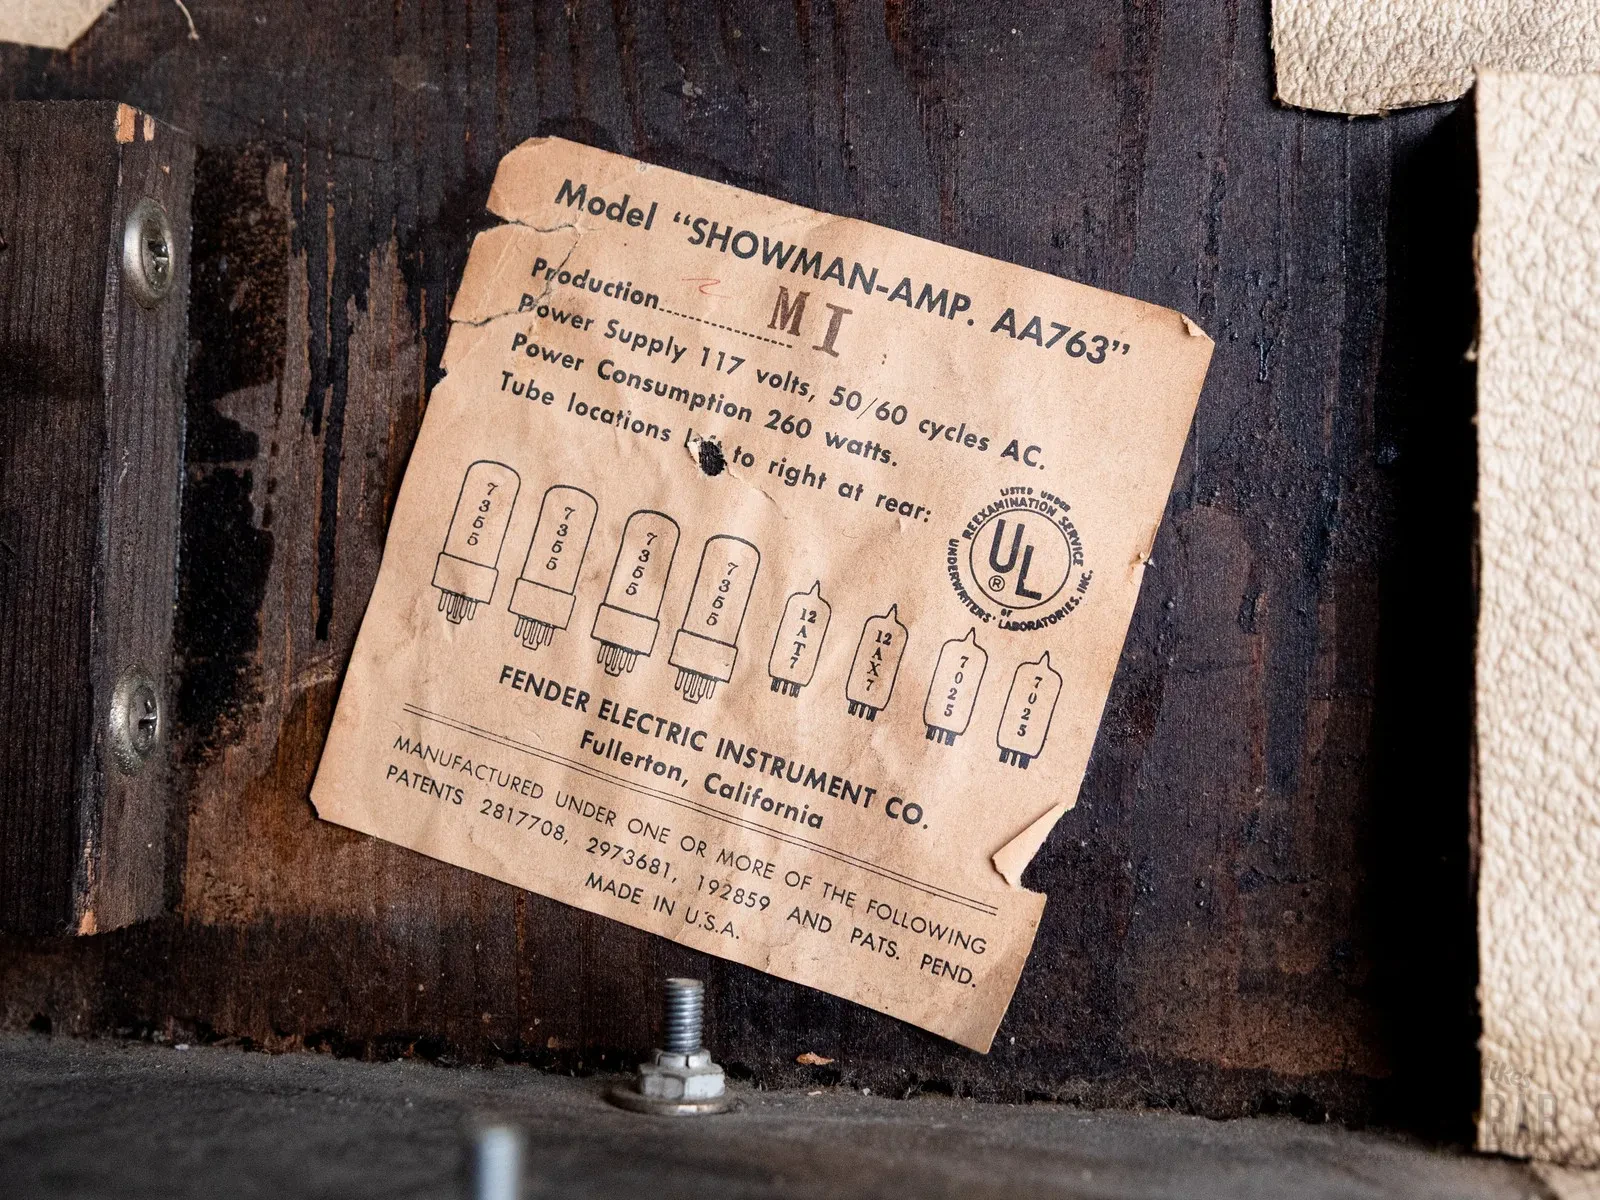 Model “SHOWMAN-AMP. AA763”
Production............ MI
Power Supply 117 volts, 50/60 cycles AC.
Power Consumption 260 watts.
Tube locations to right at rear:
LISTED UNDER
REEXAMINATION SERVICE
UL
®
OF
UNDERWRITERS' LABORATORIES, INC.
7355 7355 7355 7355 12AT7 12AX7 7025 7025
FENDER ELECTRIC INSTRUMENT CO.
Fullerton, California
MANUFACTURED UNDER ONE OR MORE OF THE FOLLOWING
PATENTS 2817708, 2973681, 192859 AND PATS. PEND.
MADE IN U.S.A.